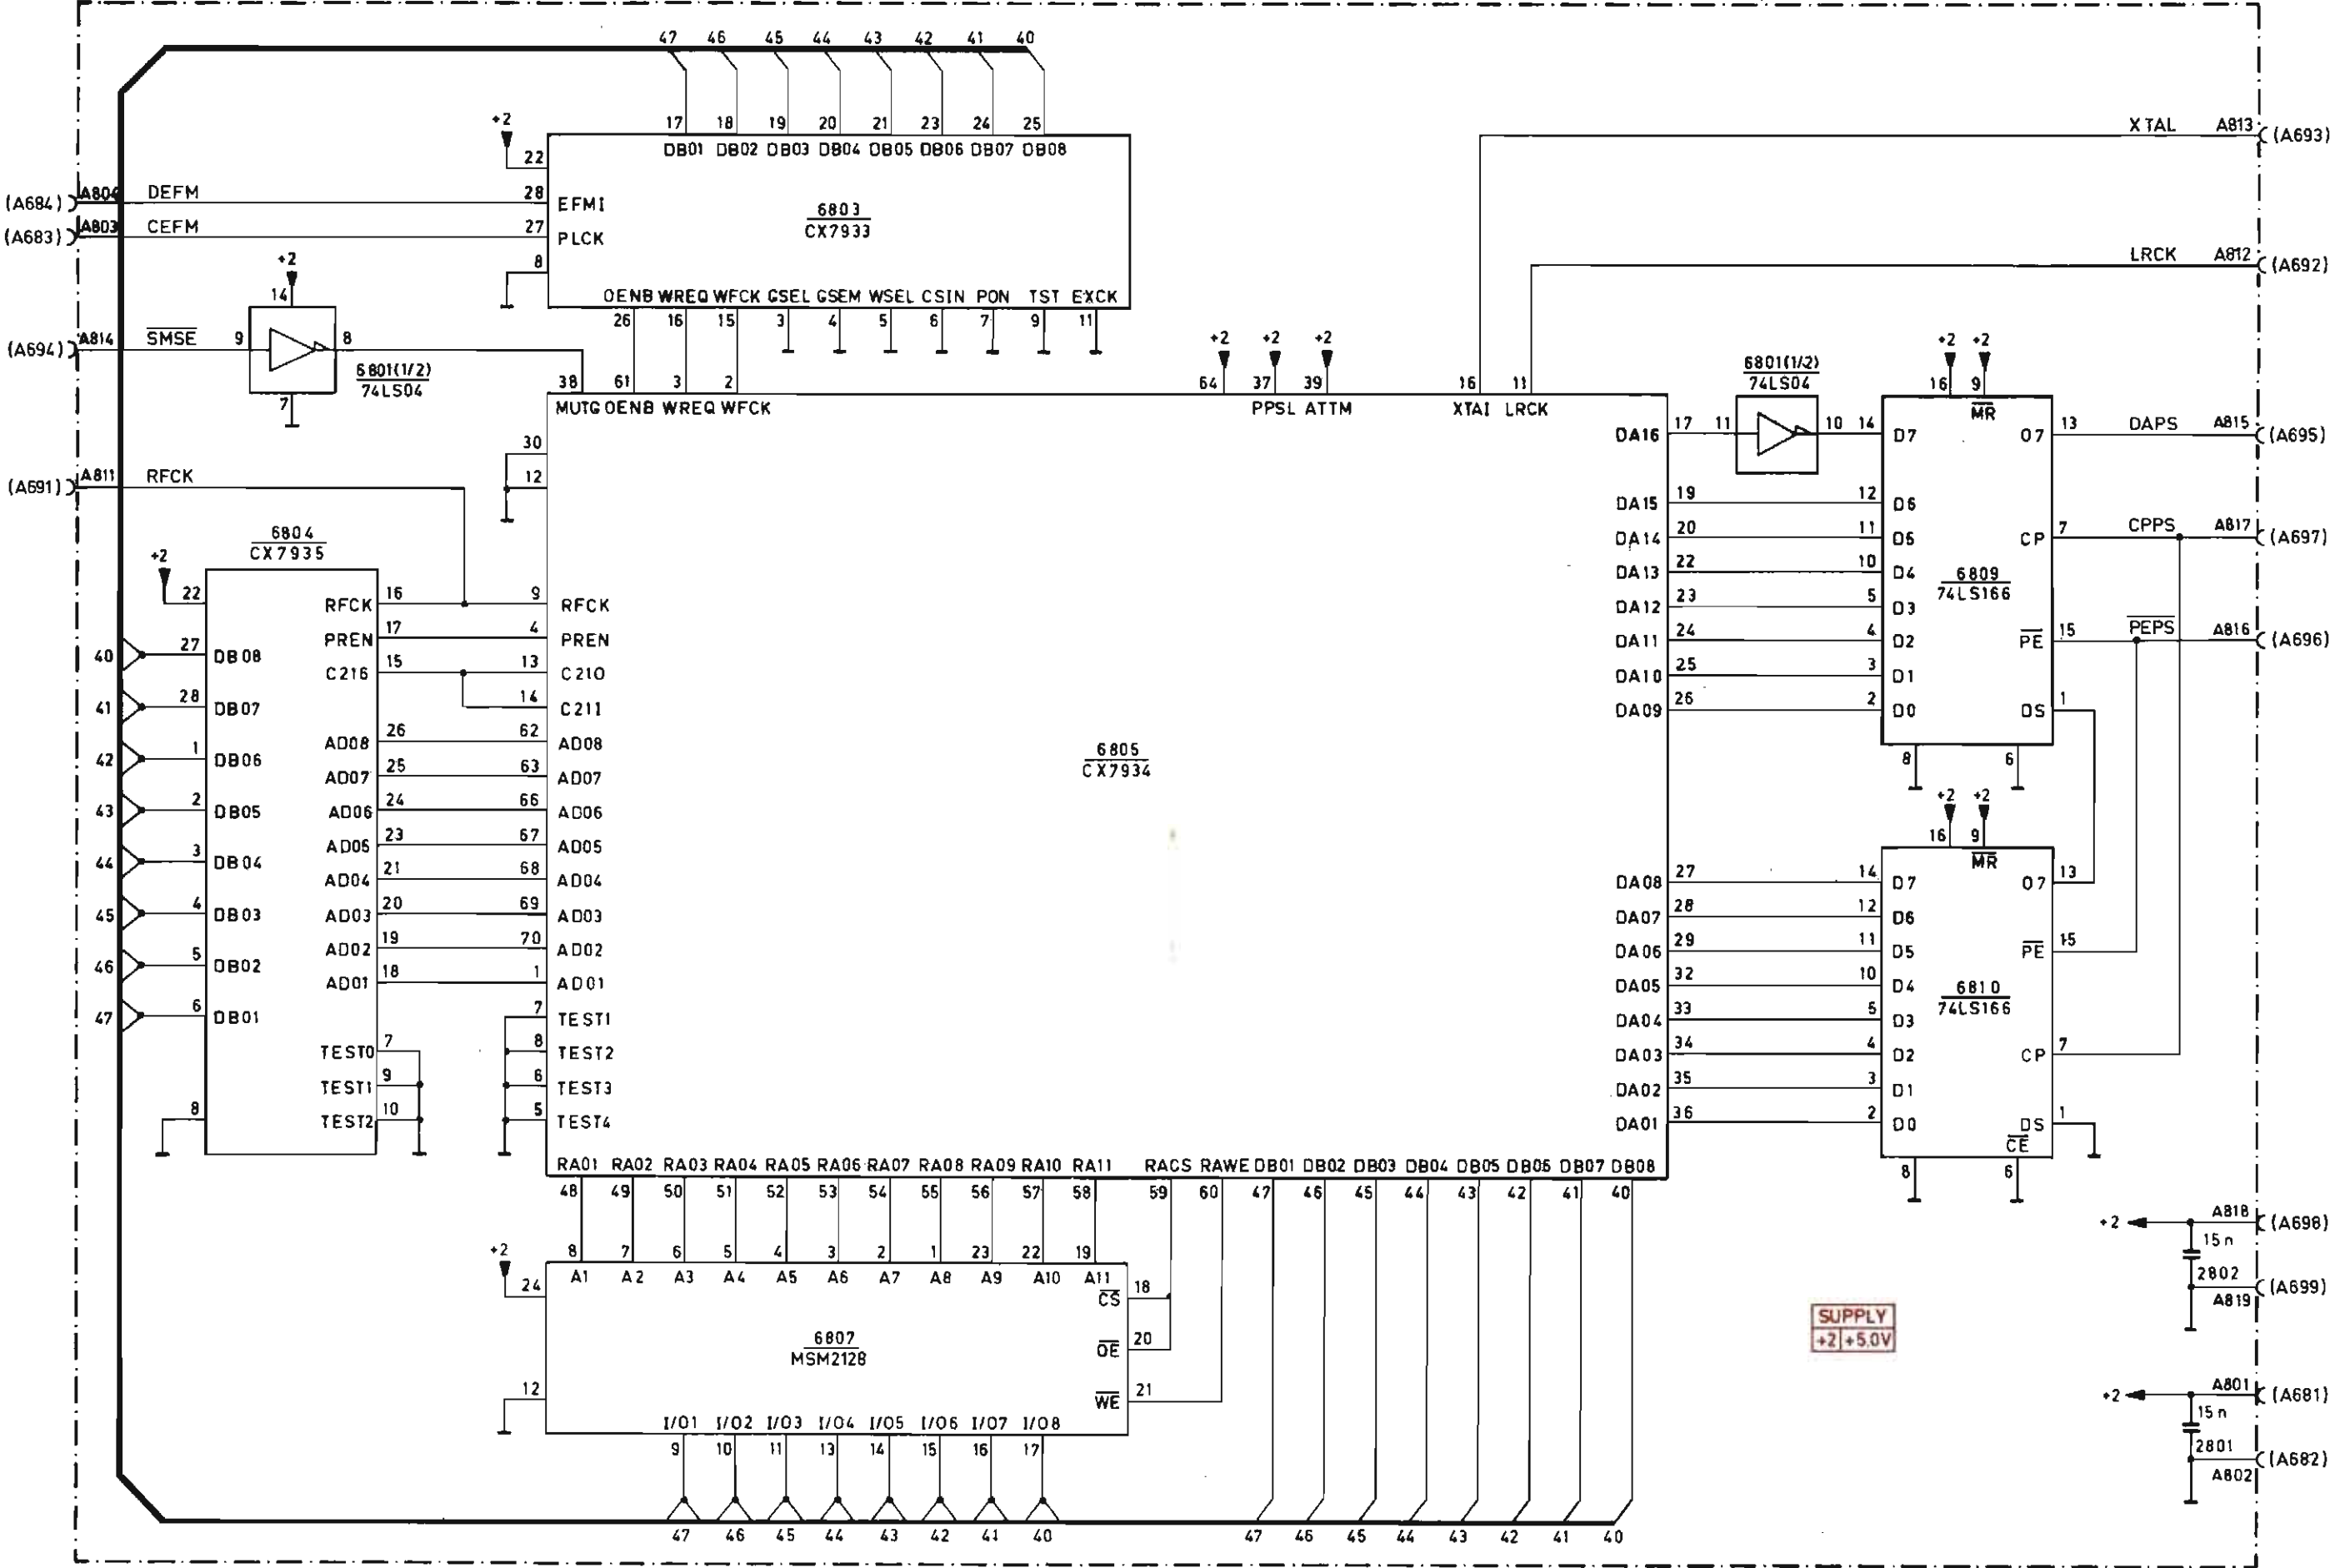 47 46 45 44 43 42 41 40
+2 17 18 19 20 21 23 24 25
DB01 DB02 DB03 DB04 DB05 DB06 DB07 DB08
XTAL A813 (A693)
22
(A684) A804 DEFM 28 EFMI
6803
CX7933
(A683) A803 CEFM 27 PLCK
8
LRCK A812 (A692)
+2
14
OENB WREQ WFCK GSEL GSEM WSEL CSIN PON TST EXCK
26 16 15 3 4 5 6 7 9 11
(A694) A814 SMSE 9 8
6801(1/2)
74LS04
7
+2 +2 +2
38 61 3 2 64 37 39 16 11
MUTG OENB WREQ WFCK PPSL ATTM XTAI LRCK
6801(1/2)
74LS04
+2 +2
16 9
MR
DA16 17 11 10 14 D7 O7 13 DAPS A815 (A695)
30
12
(A691) A811 RFCK
DA15 19 12 D6
DA14 20 11 D5 CP 7 CPPS A817 (A697)
DA13 22 10 D4
6809
74LS166
DA12 23 5 D3
DA11 24 4 D2 PE 15 PEPS A816 (A696)
DA10 25 3 D1
DA09 26 2 D0 DS 1
8 6
6804
CX7935
+2
22
RFCK 16 9 RFCK
PREN 17 4 PREN
C216 15 13 C210
14 C211
40 27 DB08
41 28 DB07
42 1 DB06
43 2 DB05
44 3 DB04
45 4 DB03
46 5 DB02
47 6 DB01
AD08 26 62 AD08
AD07 25 63 AD07
AD06 24 66 AD06
AD05 23 67 AD05
AD04 21 68 AD04
AD03 20 69 AD03
AD02 19 70 AD02
AD01 18 1 AD01
7 TEST1
8 TEST2
6 TEST3
5 TEST4
TEST0 7
TEST1 9
TEST2 10
8
6805
CX7934
+2 +2
16 9
MR
DA08 27 14 D7 O7 13
DA07 28 12 D6
DA06 29 11 D5 PE 15
DA05 32 10 D4
6810
74LS166
DA04 33 5 D3
DA03 34 4 D2 CP 7
DA02 35 3 D1
DA01 36 2 D0 DS 1
CE
8 6
RA01 RA02 RA03 RA04 RA05 RA06 RA07 RA08 RA09 RA10 RA11 RACS RAWE DB01 DB02 DB03 DB04 DB05 DB06 DB07 DB08
48 49 50 51 52 53 54 55 56 57 58 59 60 47 46 45 44 43 42 41 40
+2 8 7 6 5 4 3 2 1 23 22 19
A1 A2 A3 A4 A5 A6 A7 A8 A9 A10 A11
24
CS 18
OE 20
WE 21
6807
MSM2128
12
I/O1 I/O2 I/O3 I/O4 I/O5 I/O6 I/O7 I/O8
9 10 11 13 14 15 16 17
47 46 45 44 43 42 41 40 47 46 45 44 43 42 41 40
+2 A818 (A698)
15n
2802
A819 (A699)
SUPPLY
+2 +5.0V
+2 A801 (A681)
15n
2801
A802 (A682)